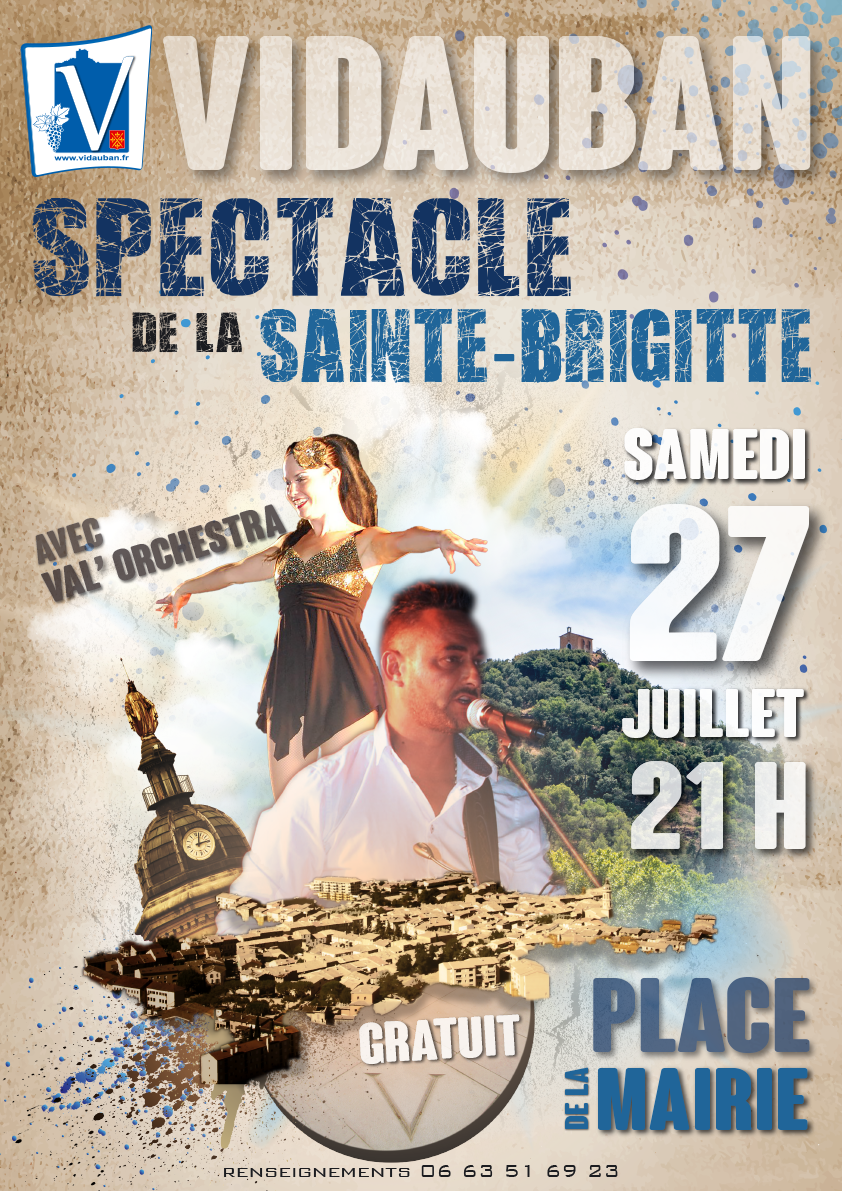 VIDAUBAN
V
www.vidauban.fr
SPECTACLE
DE LA SAINTE-BRIGITTE
SAMEDI
27
JUILLET
21 H
AVEC
VAL' ORCHESTRA
GRATUIT
V
PLACE
DE LA MAIRIE
RENSEIGNEMENTS 06 63 51 69 23